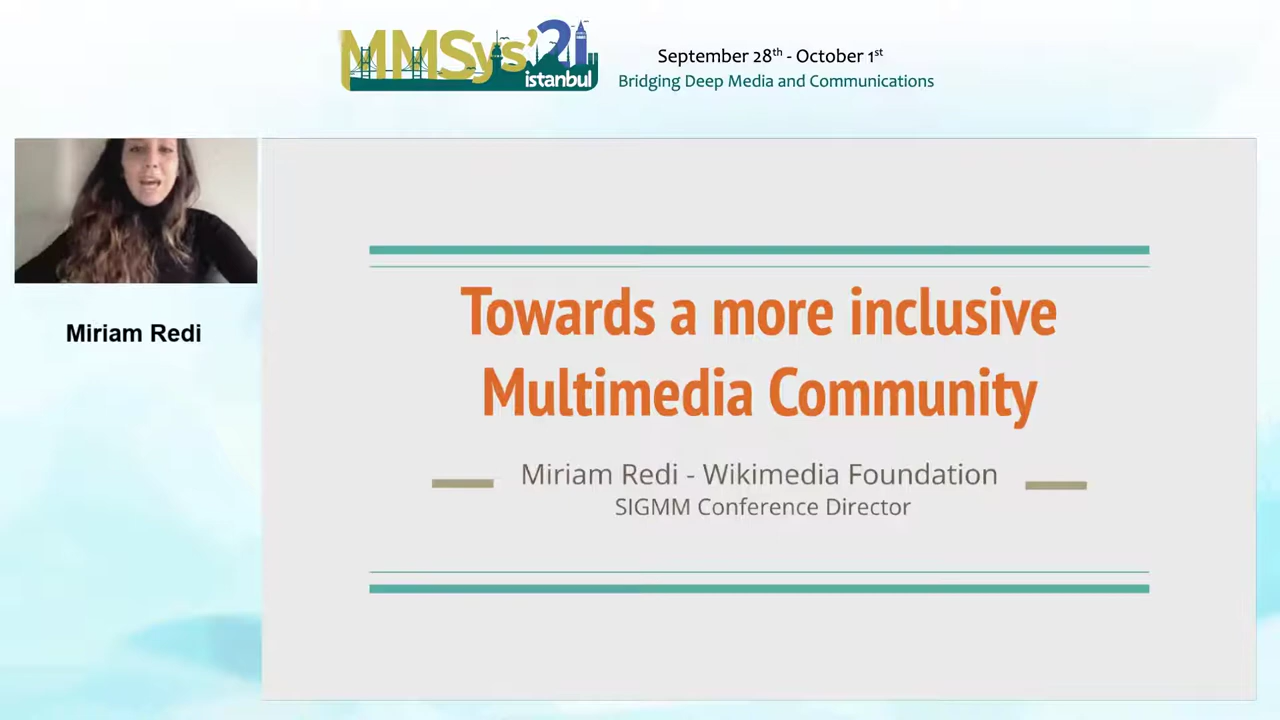 MMSys'21
istanbul
September 28th - October 1st
Bridging Deep Media and Communications
Miriam Redi
Towards a more inclusive
Multimedia Community
Miriam Redi - Wikimedia Foundation
SIGMM Conference Director